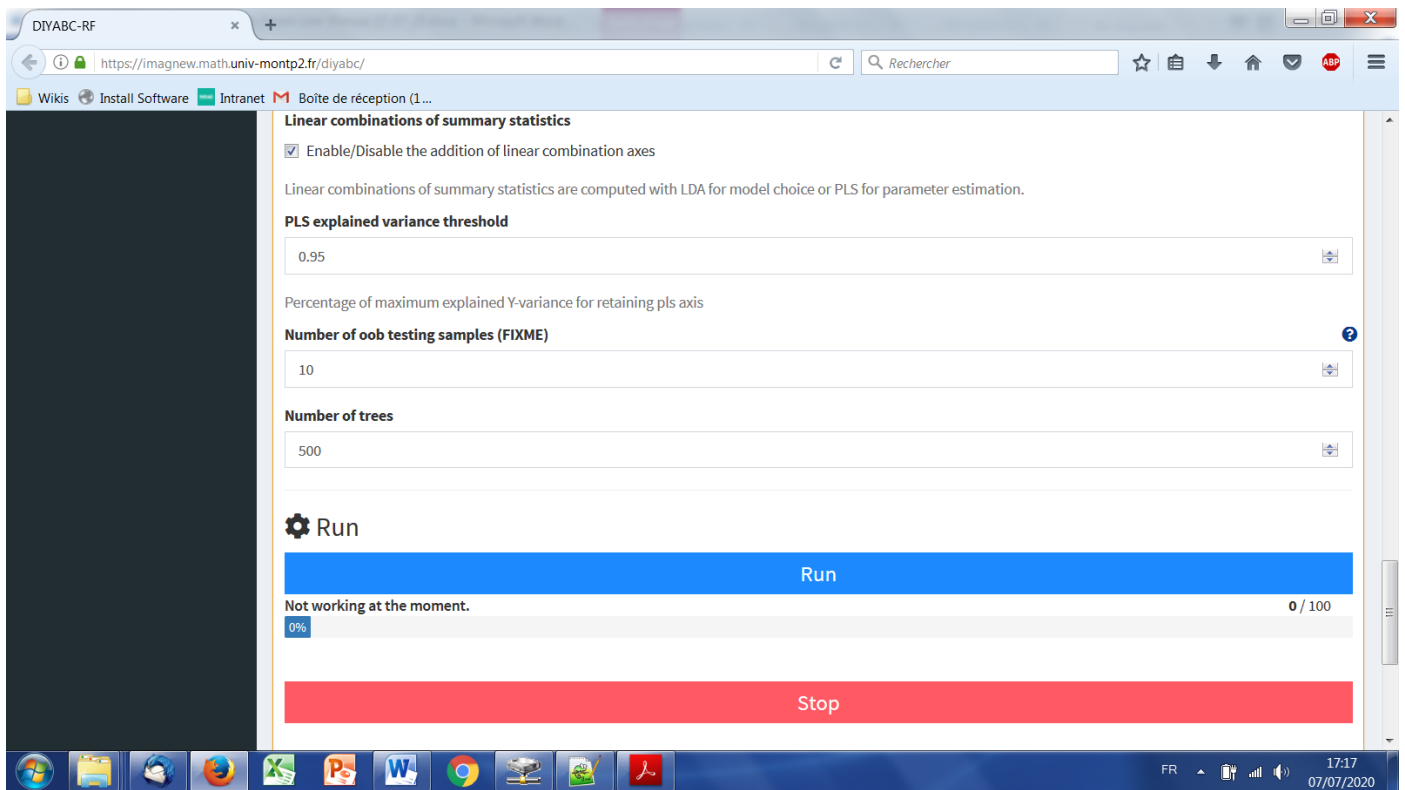 DIYABC-RF
https://imagnew.math.univ-montp2.fr/diyabc/
Rechercher
ABP
Wikis Install Software Intranet Boîte de réception (1...
Linear combinations of summary statistics
Enable/Disable the addition of linear combination axes
Linear combinations of summary statistics are computed with LDA for model choice or PLS for parameter estimation.
PLS explained variance threshold
0.95
Percentage of maximum explained Y-variance for retaining pls axis
Number of oob testing samples (FIXME)
10
Number of trees
500
Run
Run
Not working at the moment. 0 / 100
0%
Stop
FR 17:17
07/07/2020